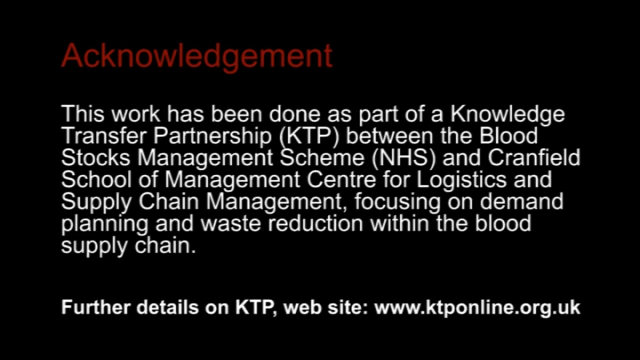 Acknowledgement
This work has been done as part of a Knowledge
Transfer Partnership (KTP) between the Blood
Stocks Management Scheme (NHS) and Cranfield
School of Management Centre for Logistics and
Supply Chain Management, focusing on demand
planning and waste reduction within the blood
supply chain.
Further details on KTP, web site: www.ktponline.org.uk